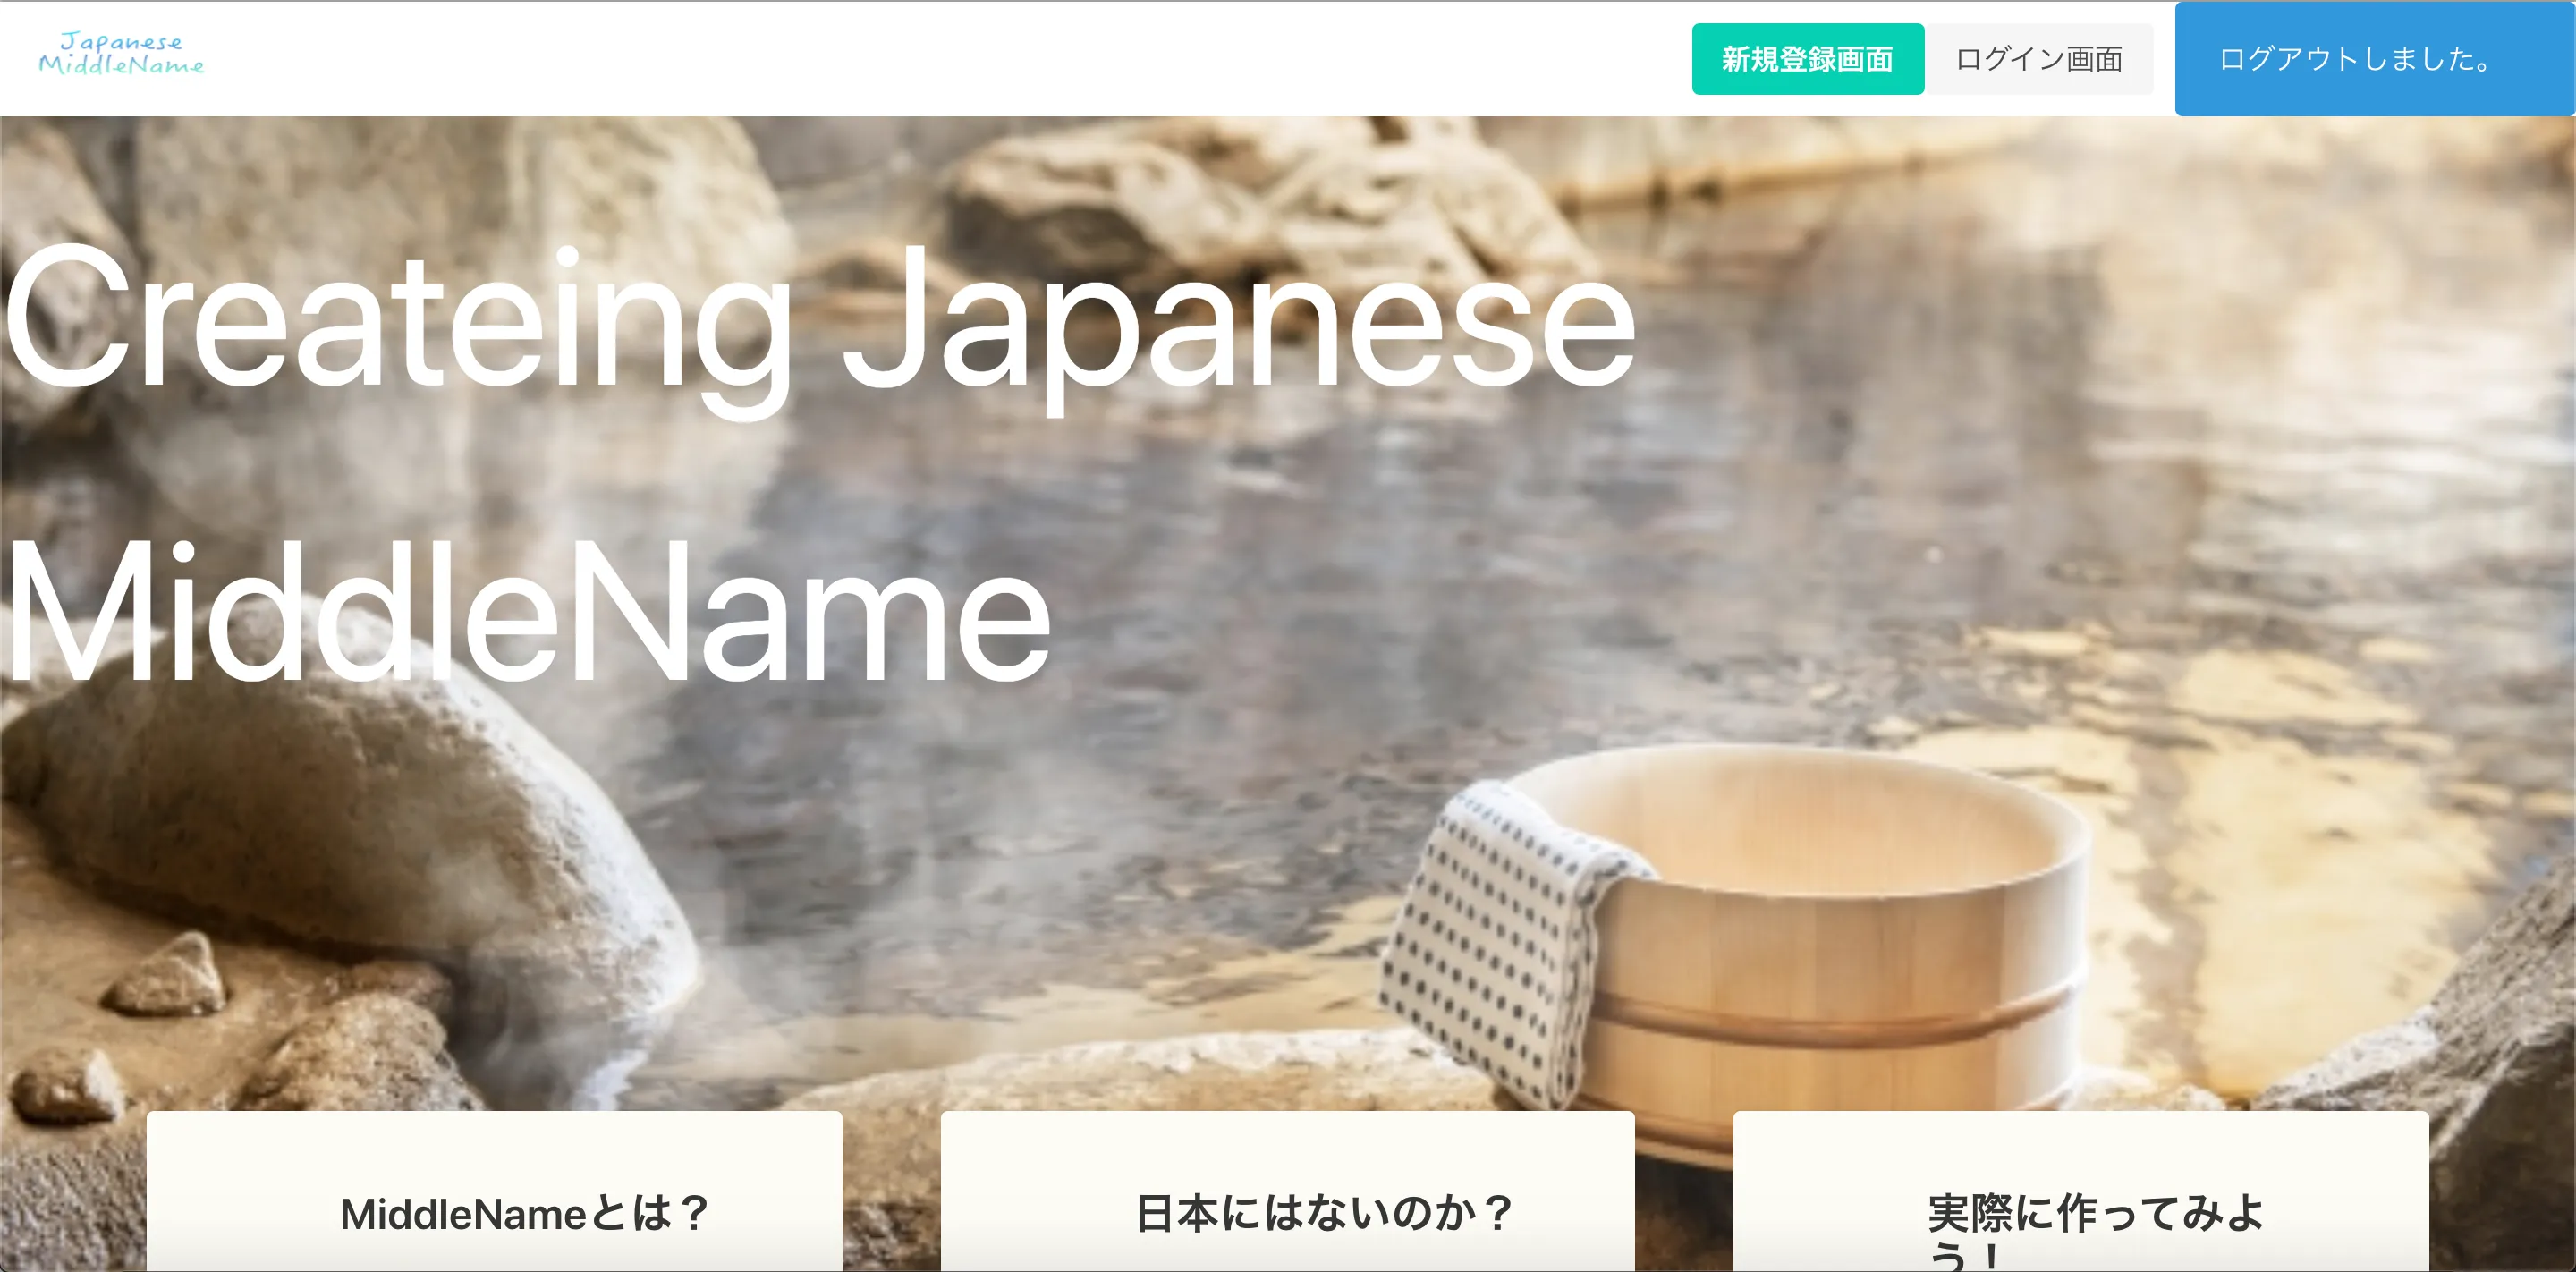 Japanese
MiddleName
新規登録画面
ログイン画面
ログアウトしました。
Createing Japanese
MiddleName
MiddleNameとは？
日本にはないのか？
実際に作ってみよ
う！